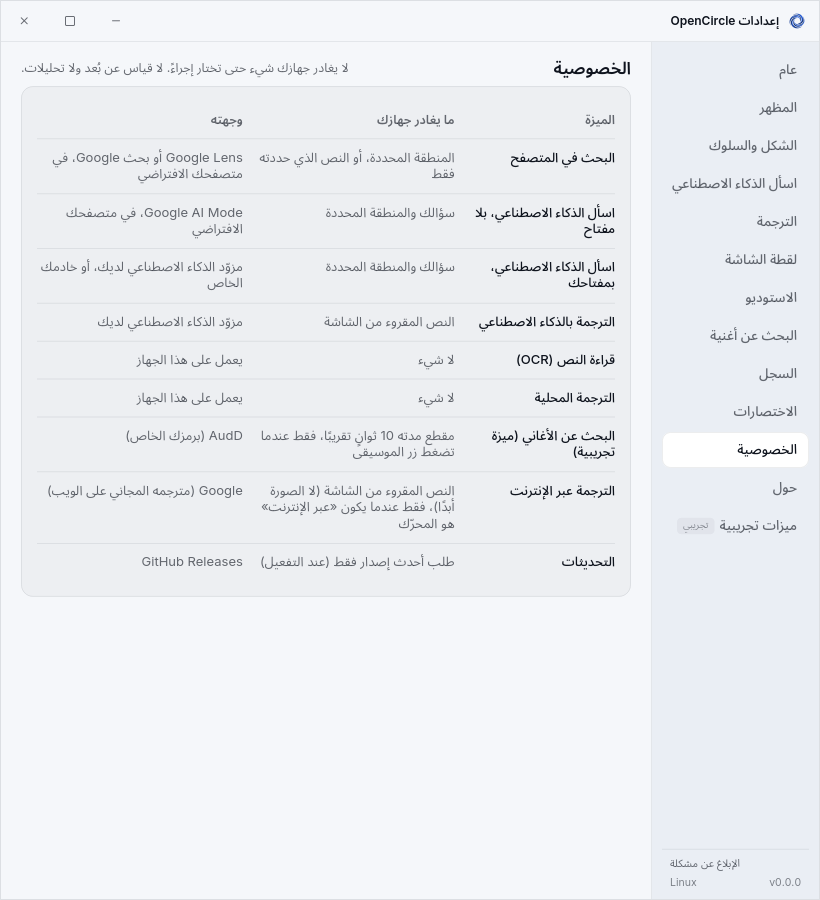 إعدادات OpenCircle
عام
المظهر
الشكل والسلوك
اسأل الذكاء الاصطناعي
الترجمة
لقطة الشاشة
الاستوديو
البحث عن أغنية
السجل
الاختصارات
الخصوصية
حول
ميزات تجريبية تجريبي
الإبلاغ عن مشكلة
v0.0.0 Linux
الخصوصية
لا يغادر جهازك شيء حتى تختار إجراءً. لا قياس عن بُعد ولا تحليلات.
الميزة ما يغادر جهازك وجهته
البحث في المتصفح
المنطقة المحددة، أو النص الذي حددته
فقط
Google Lens أو بحث Google، في
متصفحك الافتراضي
اسأل الذكاء الاصطناعي، بلا
مفتاح
سؤالك والمنطقة المحددة
Google AI Mode، في متصفحك
الافتراضي
اسأل الذكاء الاصطناعي،
بمفتاحك
سؤالك والمنطقة المحددة
مزوّد الذكاء الاصطناعي لديك، أو خادمك
الخاص
الترجمة بالذكاء الاصطناعي
النص المقروء من الشاشة
مزوّد الذكاء الاصطناعي لديك
قراءة النص (OCR)
لا شيء
يعمل على هذا الجهاز
الترجمة المحلية
لا شيء
يعمل على هذا الجهاز
البحث عن الأغاني (ميزة
تجريبية)
مقطع مدته 10 ثوانٍ تقريبًا، فقط عندما
تضغط زر الموسيقى
AudD (برمزك الخاص)
الترجمة عبر الإنترنت
النص المقروء من الشاشة (لا الصورة
أبدًا)، فقط عندما يكون «عبر الإنترنت»
هو المحرّك
Google (مترجمه المجاني على الويب)
التحديثات
طلب أحدث إصدار فقط (عند التفعيل)
GitHub Releases